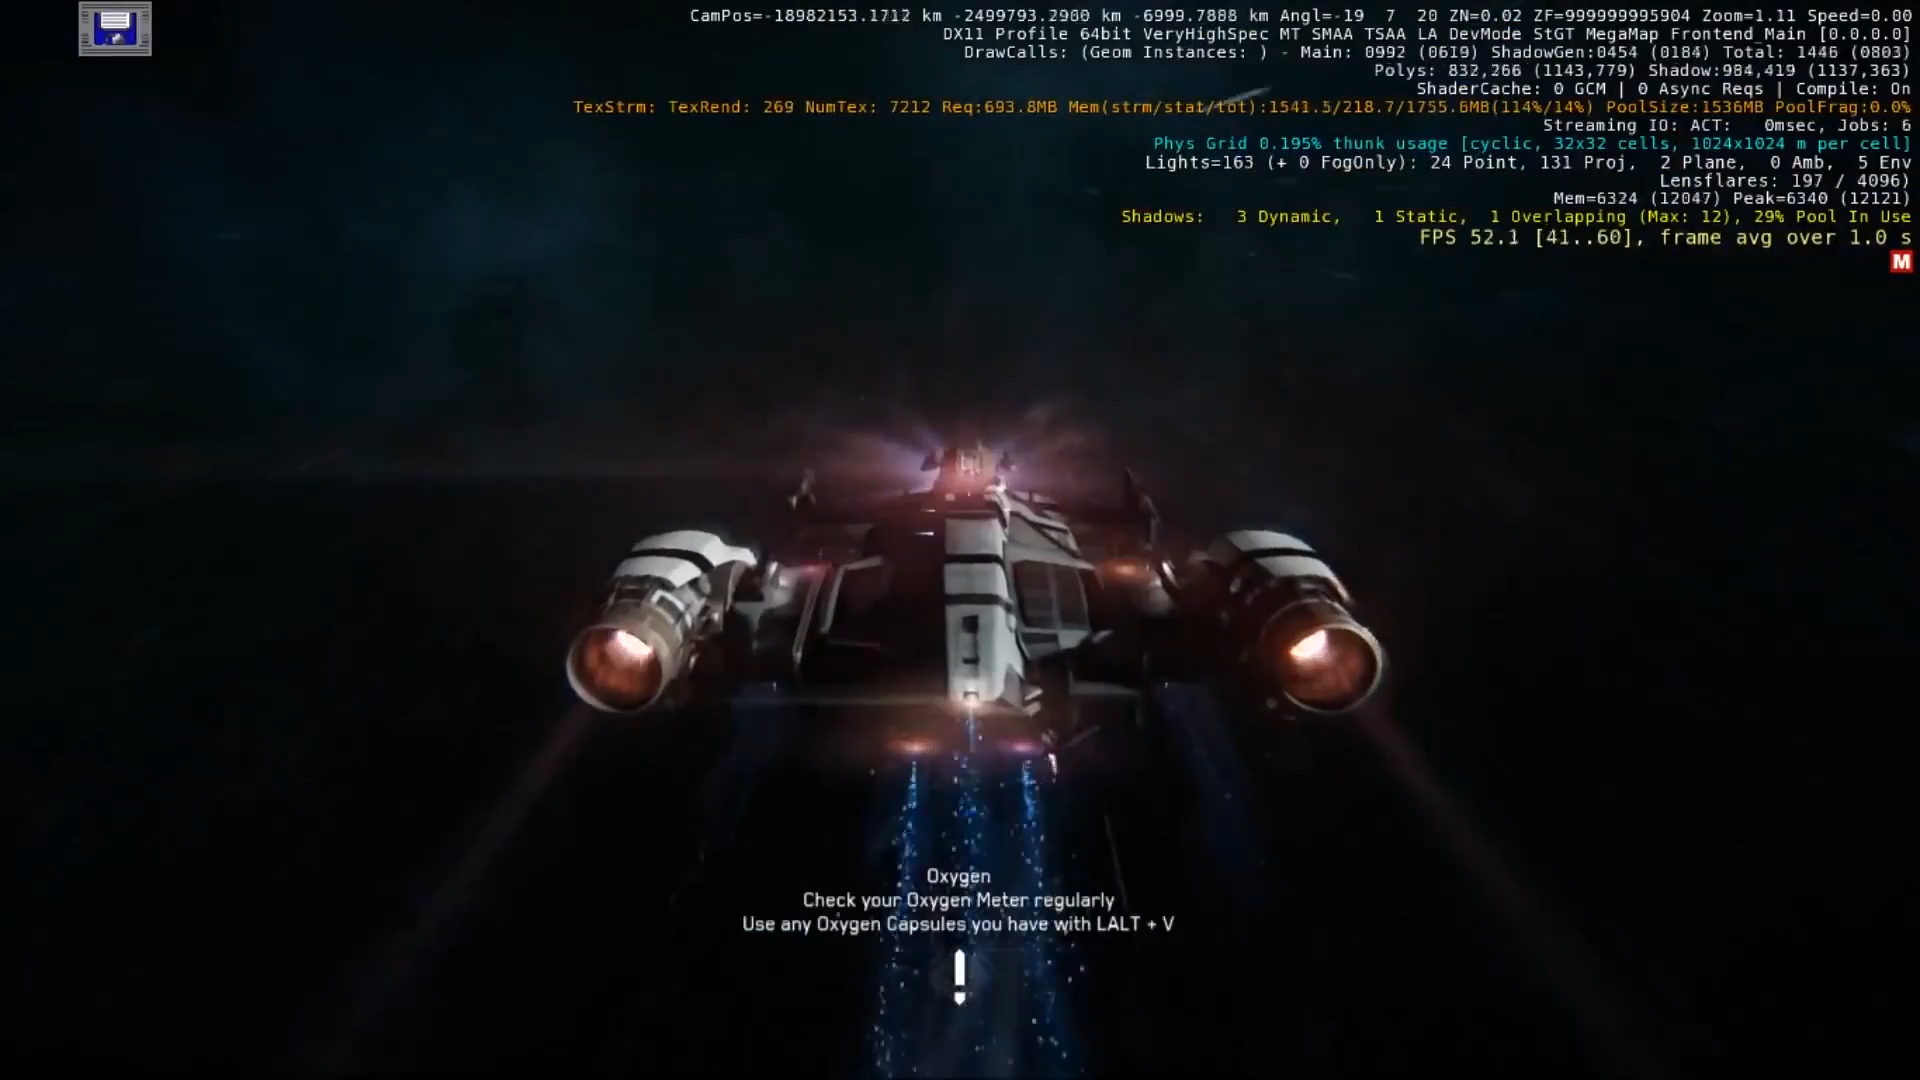 CamPos=-18982153.1712 km -2499793.2960 km -6999.7888 km Angl=-19 7 20 ZN=0.02 ZF=999999995904 Zoom=1.11 Speed=0.00
DX11 Profile 64bit VeryHighSpec MT SMAA TSAA LA DevMode StGT MegaMap Frontend_Main [0.0.0.0]
DrawCalls: (Geom Instances: ) - Main: 0992 (0619) ShadowGen:0454 (0184) Total: 1446 (0803)
Polys: 832,266 (1143,779) Shadow:984,419 (1137,363)
ShaderCache: 0 GCM | 0 Async Reqs | Compile: On
TexStrm: TexRend: 269 NumTex: 7212 Req:693.8MB Mem(strm/stat/tot):1541.5/218.7/1755.6MB(114%/14%) PoolSize:1536MB PoolFrag:0.0%
Streaming IO: ACT: 0msec, Jobs: 6
Phys Grid 0.195% thunk usage [cyclic, 32x32 cells, 1024x1024 m per cell]
Lights=163 (+ 0 FogOnly): 24 Point, 131 Proj, 2 Plane, 0 Amb, 5 Env
Lensflares: 197 / 4096)
Mem=6324 (12047) Peak=6340 (12121)
Shadows: 3 Dynamic, 1 Static, 1 Overlapping (Max: 12), 29% Pool In Use
FPS 52.1 [41..60], frame avg over 1.0 s
M
Oxygen
Check your Oxygen Meter regularly
Use any Oxygen Capsules you have with LALT + V
!